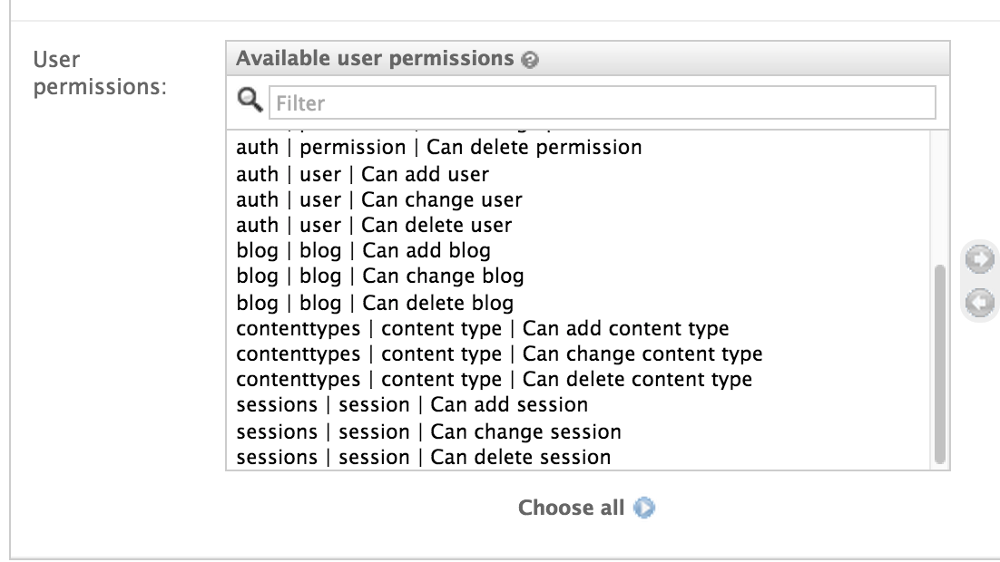 User
permissions:
Available user permissions
Filter
auth | permission | Can delete permission
auth | user | Can add user
auth | user | Can change user
auth | user | Can delete user
blog | blog | Can add blog
blog | blog | Can change blog
blog | blog | Can delete blog
contenttypes | content type | Can add content type
contenttypes | content type | Can change content type
contenttypes | content type | Can delete content type
sessions | session | Can add session
sessions | session | Can change session
sessions | session | Can delete session
Choose all